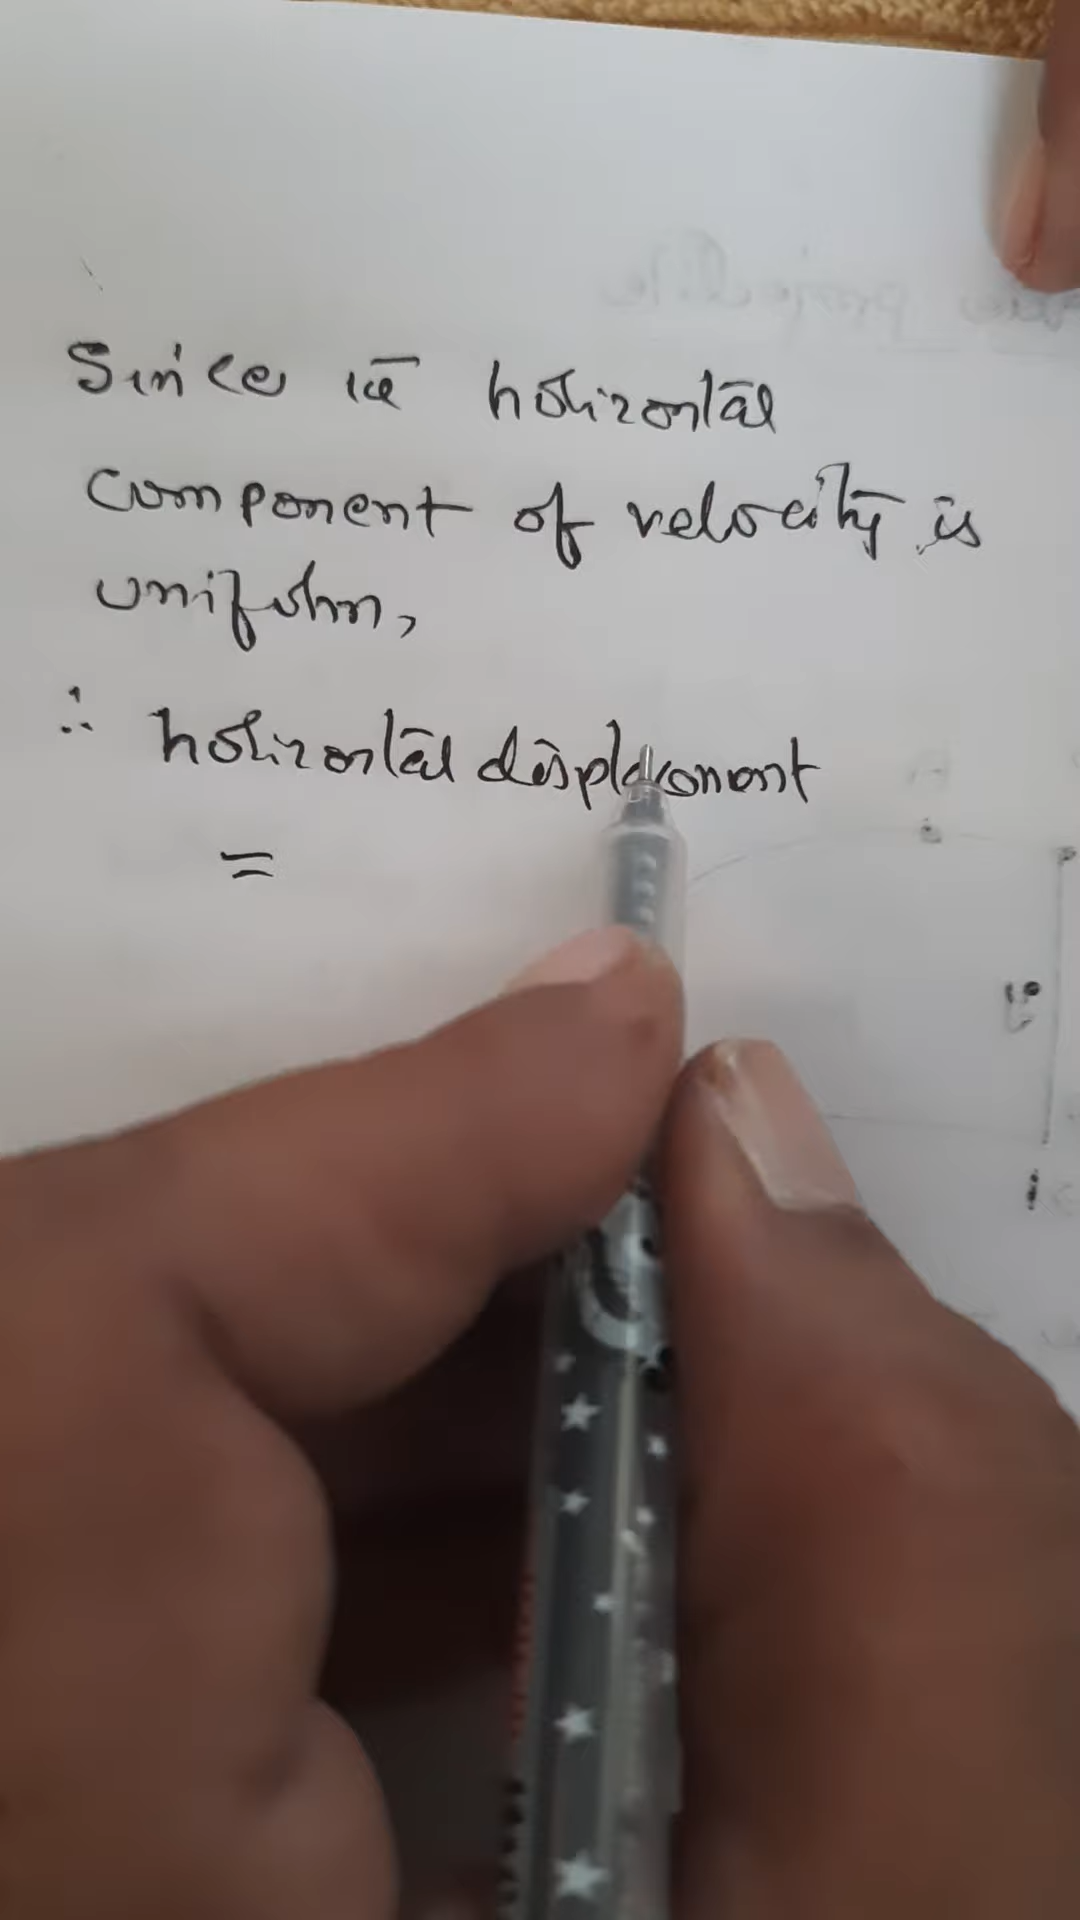 Since the horizontal
component of velocity is
uniform,
∴ horizontal displacement
=